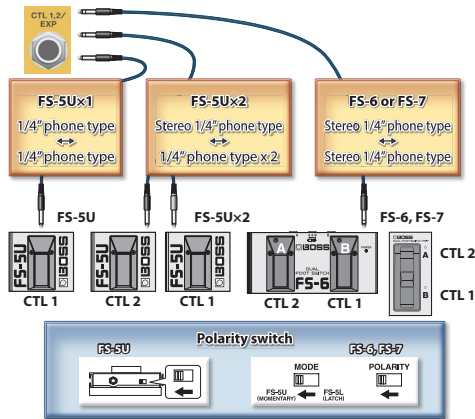 CTL 1,2/
EXP
FS-5U×1
1/4” phone type
1/4” phone type
FS-5U×2
Stereo 1/4” phone type
1/4” phone type x 2
FS-6 or FS-7
Stereo 1/4” phone type
Stereo 1/4” phone type
FS-5U
FS-5U×2
FS-6, FS-7
FS-5U
BOSS
FS-5U
BOSS
FS-5U
BOSS
A
BOSS
B
DUAL
FOOT SWITCH
FS-6
BOSS
A
B
CTL 2
CTL 1
CTL 1
CTL 2
CTL 1
CTL 2
CTL 1
Polarity switch
FS-5U
FS-6, FS-7
MODE
POLARITY
FS-5U
(MOMENTARY)
FS-5L
(LATCH)